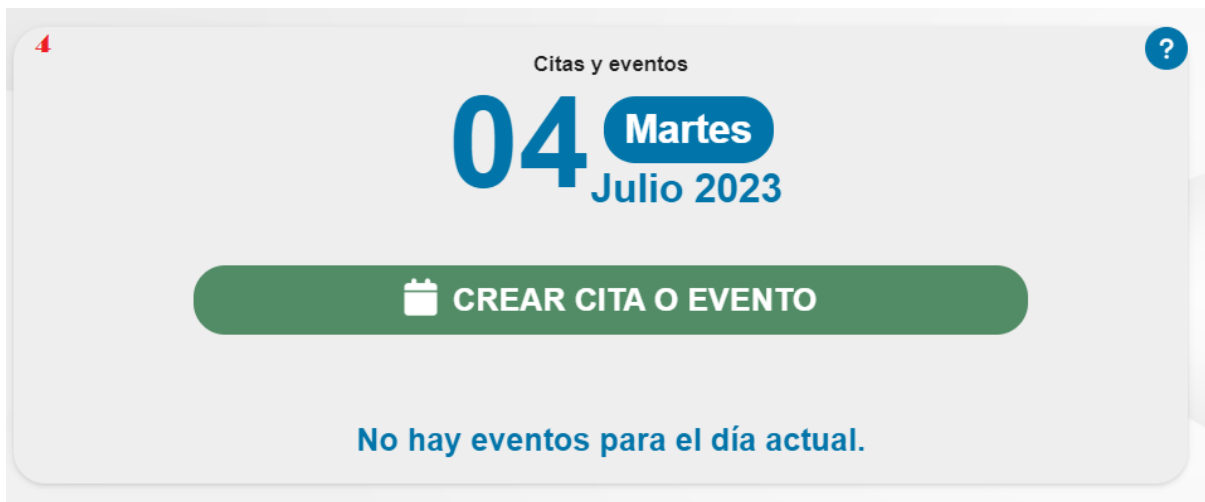 4
?
Citas y eventos
04 Martes
Julio 2023
CREAR CITA O EVENTO
No hay eventos para el día actual.